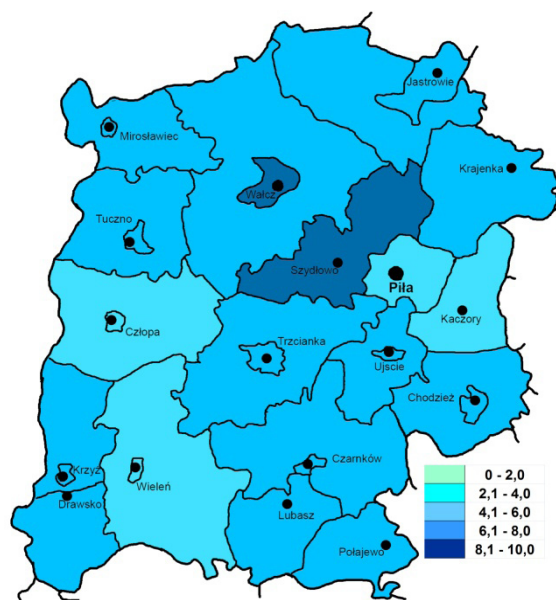 Jastrowie
Mirosławiec
Krajenka
Wałcz
Tuczno
Szydłowo
Piła
Kaczory
Człopa
Trzcianka
Ujscie
Chodzież
Krzyż
Wieleń
Czarnków
Drawsko
Lubasz
Połajewo
0 - 2,0
2,1 - 4,0
4,1 - 6,0
6,1 - 8,0
8,1 - 10,0